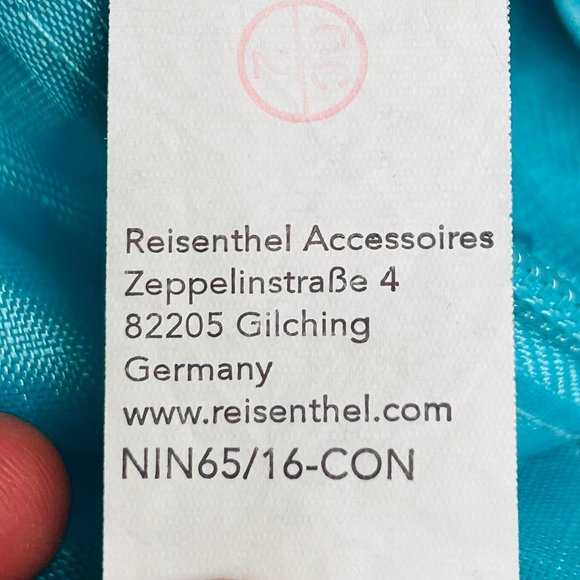 Reisenthel Accessoires
Zeppelinstraße 4
82205 Gilching
Germany
www.reisenthel.com
NIN65/16-CON